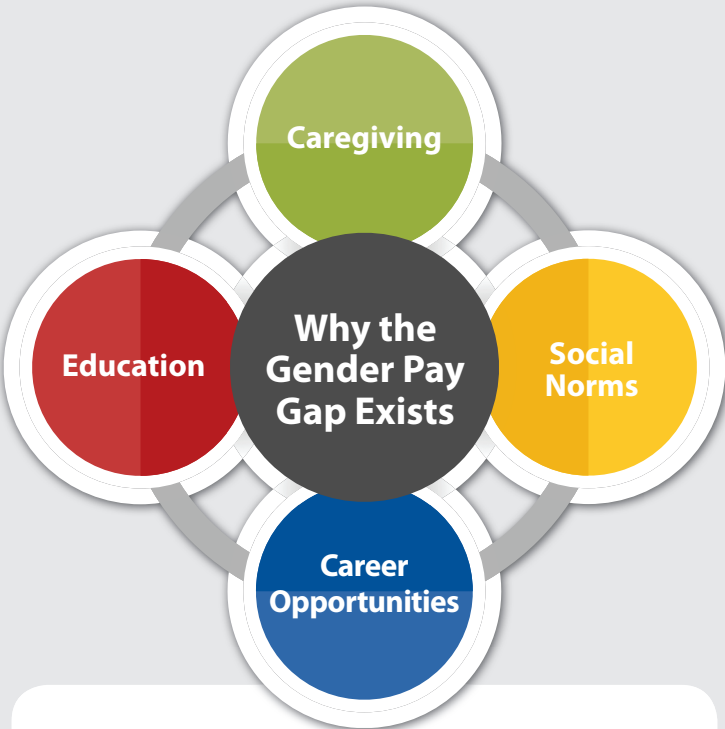 Caregiving
Education
Why the
Gender Pay
Gap Exists
Social
Norms
Career
Opportunities